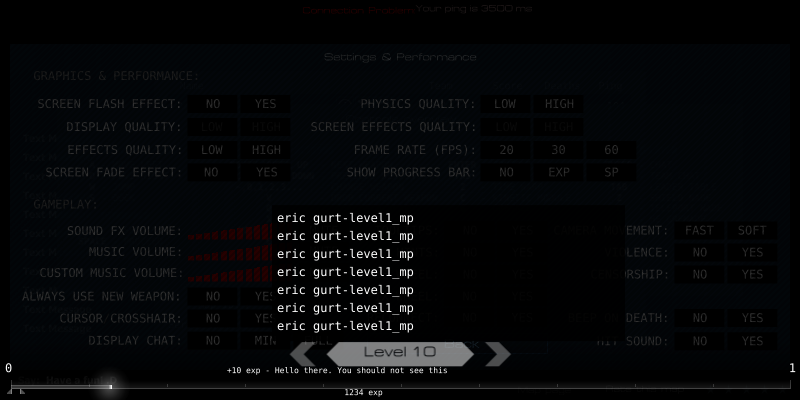 Connection Problem Your ping is 3500 ms
Settings & Performance
GRAPHICS & PERFORMANCE:
SCREEN FLASH EFFECT: NO YES PHYSICS QUALITY: LOW HIGH
DISPLAY QUALITY: LOW HIGH SCREEN EFFECTS QUALITY: LOW HIGH
EFFECTS QUALITY: LOW HIGH FRAME RATE (FPS): 20 30 60
SCREEN FADE EFFECT: NO YES SHOW PROGRESS BAR: NO EXP SP
GAMEPLAY:
eric gurt-level1_mp
SOUND FX VOLUME: EMENT: FAST SOFT
eric gurt-level1_mp
MUSIC VOLUME: LENCE: NO YES
eric gurt-level1_mp
CUSTOM MUSIC VOLUME: RSHIP: NO YES
eric gurt-level1_mp
ALWAYS USE NEW WEAPON: NO YES
eric gurt-level1_mp
CURSOR CROSSHAIR: NO YES DEATH: NO YES
eric gurt-level1_mp
eric gurt-level1_mp
DISPLAY CHAT: NO MIN FULL HIT SOUND: NO YES
Level 10
0 1
+10 exp - Hello there. You should not see this
1234 exp